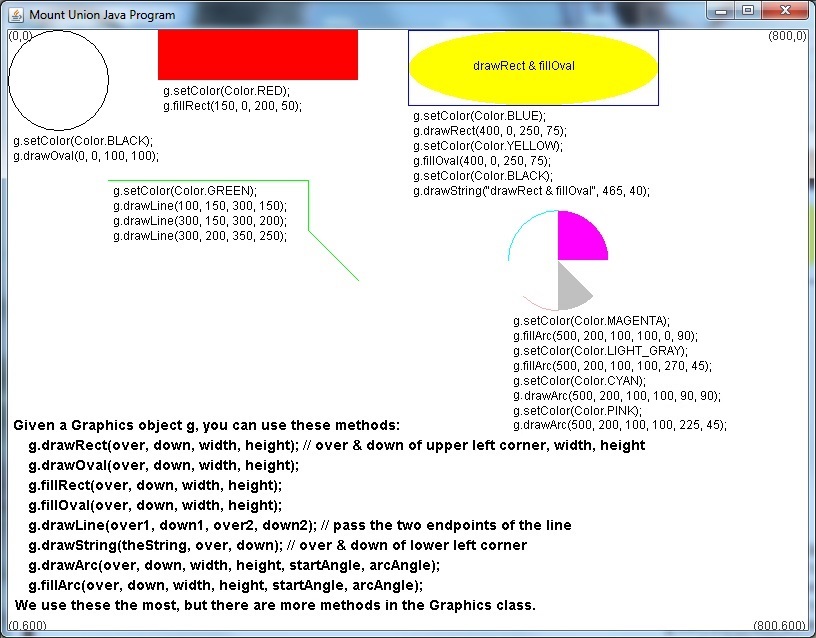 Mount Union Java Program
(0,0)
(800,0)
g.setColor(Color.BLACK);
g.drawOval(0, 0, 100, 100);
g.setColor(Color.RED);
g.fillRect(150, 0, 200, 50);
drawRect & fillOval
g.setColor(Color.BLUE);
g.drawRect(400, 0, 250, 75);
g.setColor(Color.YELLOW);
g.fillOval(400, 0, 250, 75);
g.setColor(Color.BLACK);
g.drawString("drawRect & fillOval", 465, 40);
g.setColor(Color.GREEN);
g.drawLine(100, 150, 300, 150);
g.drawLine(300, 150, 300, 200);
g.drawLine(300, 200, 350, 250);
g.setColor(Color.MAGENTA);
g.fillArc(500, 200, 100, 100, 0, 90);
g.setColor(Color.LIGHT_GRAY);
g.fillArc(500, 200, 100, 100, 270, 45);
g.setColor(Color.CYAN);
g.drawArc(500, 200, 100, 100, 90, 90);
g.setColor(Color.PINK);
g.drawArc(500, 200, 100, 100, 225, 45);
Given a Graphics object g, you can use these methods:
g.drawRect(over, down, width, height); // over & down of upper left corner, width, height
g.drawOval(over, down, width, height);
g.fillRect(over, down, width, height);
g.fillOval(over, down, width, height);
g.drawLine(over1, down1, over2, down2); // pass the two endpoints of the line
g.drawString(theString, over, down); // over & down of lower left corner
g.drawArc(over, down, width, height, startAngle, arcAngle);
g.fillArc(over, down, width, height, startAngle, arcAngle);
We use these the most, but there are more methods in the Graphics class.
(0,600)
(800,600)